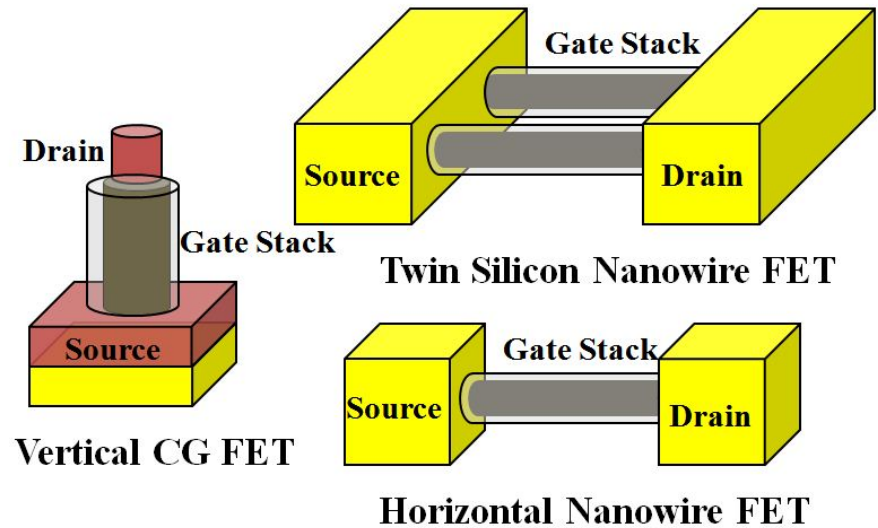 Gate Stack
Source
Drain
Twin Silicon Nanowire FET
Drain
Gate Stack
Source
Vertical CG FET
Gate Stack
Source
Drain
Horizontal Nanowire FET